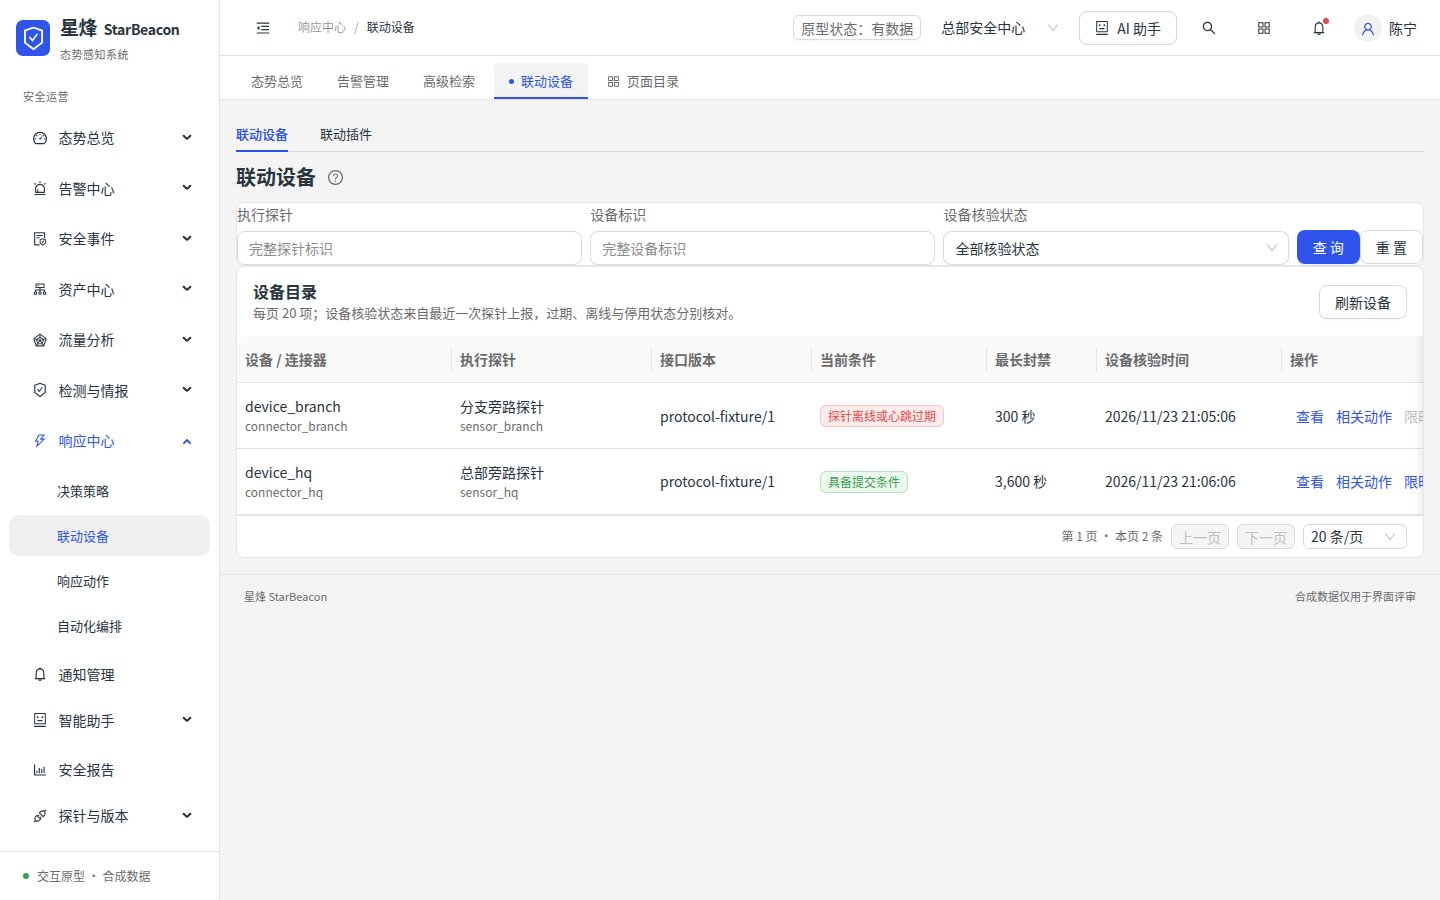 星烽 StarBeacon
态势感知系统
安全运营
态势总览
告警中心
安全事件
资产中心
流量分析
检测与情报
响应中心
决策策略
联动设备
响应动作
自动化编排
通知管理
智能助手
安全报告
探针与版本
交互原型 · 合成数据
响应中心 / 联动设备
原型状态：有数据
总部安全中心
AI 助手
陈宁
态势总览
告警管理
高级检索
联动设备
页面目录
联动设备
联动插件
联动设备
执行探针
设备标识
设备核验状态
完整探针标识
完整设备标识
全部核验状态
查 询
重 置
设备目录
每页 20 项；设备核验状态来自最近一次探针上报，过期、离线与停用状态分别核对。
刷新设备
设备 / 连接器
执行探针
接口版本
当前条件
最长封禁
设备核验时间
操作
device_branch
connector_branch
分支旁路探针
sensor_branch
protocol-fixture/1
探针离线或心跳过期
300 秒
2026/11/23 21:05:06
查看 相关动作 限
device_hq
connector_hq
总部旁路探针
sensor_hq
protocol-fixture/1
具备提交条件
3,600 秒
2026/11/23 21:06:06
查看 相关动作 限
第 1 页 · 本页 2 条
上一页
下一页
20 条/页
星烽 StarBeacon
合成数据仅用于界面评审